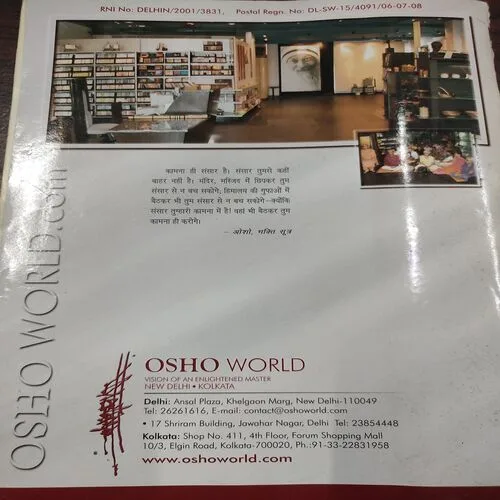 RNI No: DELHIN/2001/3831, Postal Regn. No: DL-SW-15/4091/06-07-08
कामना ही संसार है। संसार तुमसे कहीं
बाहर नहीं है। मंदिर, मस्जिद में छिपकर तुम
संसार से न बच सकोगे; हिमालय की गुफाओं में
बैठकर भी तुम संसार से न बच सकोगे–क्योंकि
संसार तुम्हारी कामना में है! वहां भी बैठकर तुम
कामना ही करोगे।
– ओशो, भक्ति सूत्र
OSHO WORLD.com
OSHO WORLD
VISION OF AN ENLIGHTENED MASTER
NEW DELHI • KOLKATA
Delhi: Ansal Plaza, Khelgaon Marg, New Delhi-110049
Tel: 26261616, E-mail: contact@oshoworld.com
• 17 Shriram Building, Jawahar Nagar, Delhi Tel: 23854448
Kolkata: Shop No. 411, 4th Floor, Forum Shopping Mall
10/3, Elgin Road, Kolkata-700020, Ph.:91-33-22831958
www.oshoworld.com